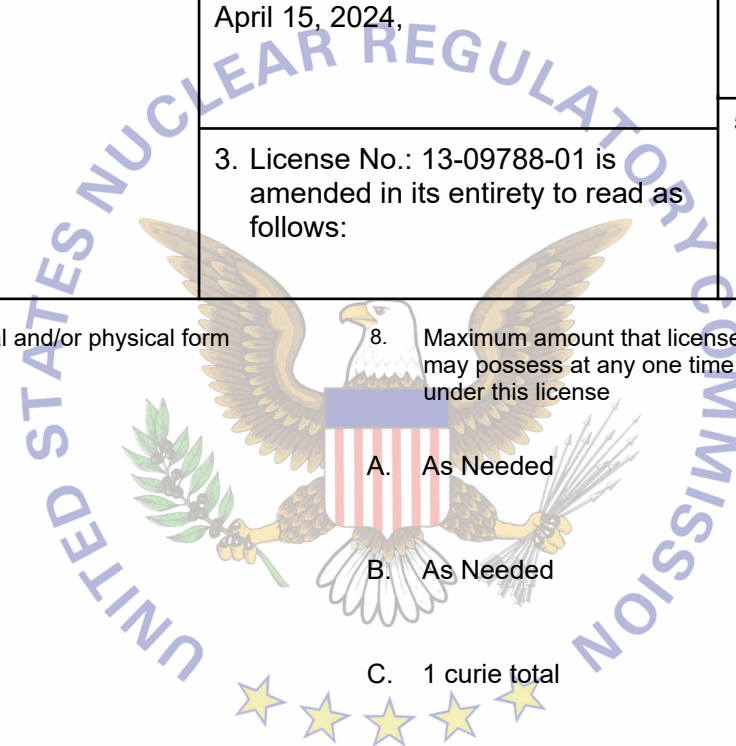 April 15, 2024,
3. License No.: 13-09788-01 is
amended in its entirety to read as
follows:
and/or physical form
8. Maximum amount that license
may possess at any one time
under this license
A. As Needed
B. As Needed
C. 1 curie total
UNITED STATES NUCLEAR REGULATORY COMMISSION